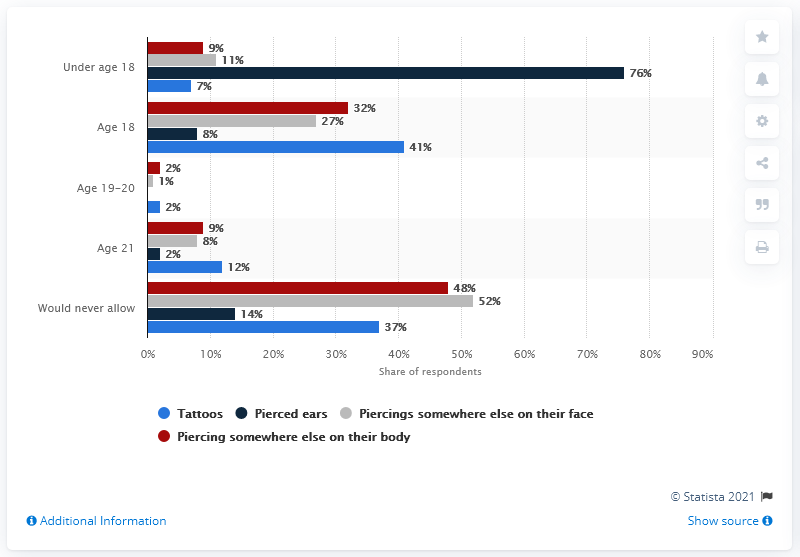 Under age 18
9%
11%
76%
7%
Age 18
32%
27%
8%
41%
Age 19-20
2%
1%
2%
Age 21
9%
8%
2%
12%
Would never allow
48%
52%
14%
37%
0% 10% 20% 30% 40% 50% 60% 70% 80% 90%
Share of respondents
Tattoos Pierced ears Piercings somewhere else on their face
Piercing somewhere else on their body
© Statista 2021
Additional Information Show source